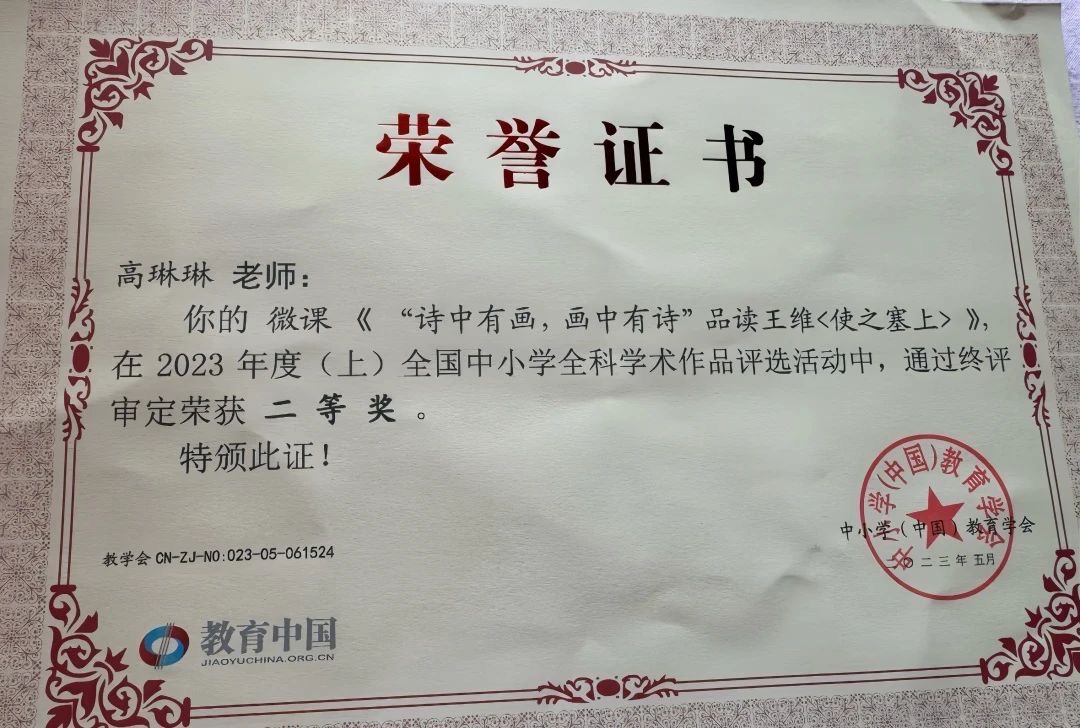 荣誉证书
高琳琳 老师：
你的 微课 《 “诗中有画，画中有诗”品读王维<使之塞上> 》，
在 2023 年度（上）全国中小学全科学术作品评选活动中，通过终评
审定荣获 二 等 奖 。
特颁此证！
中小学(中国)教育学会
中小学（中国）教育学会
二〇二三年 五月
教学会 CN-ZJ-NO:023-05-061524
教育中国
JIAOYUCHINA.ORG.CN